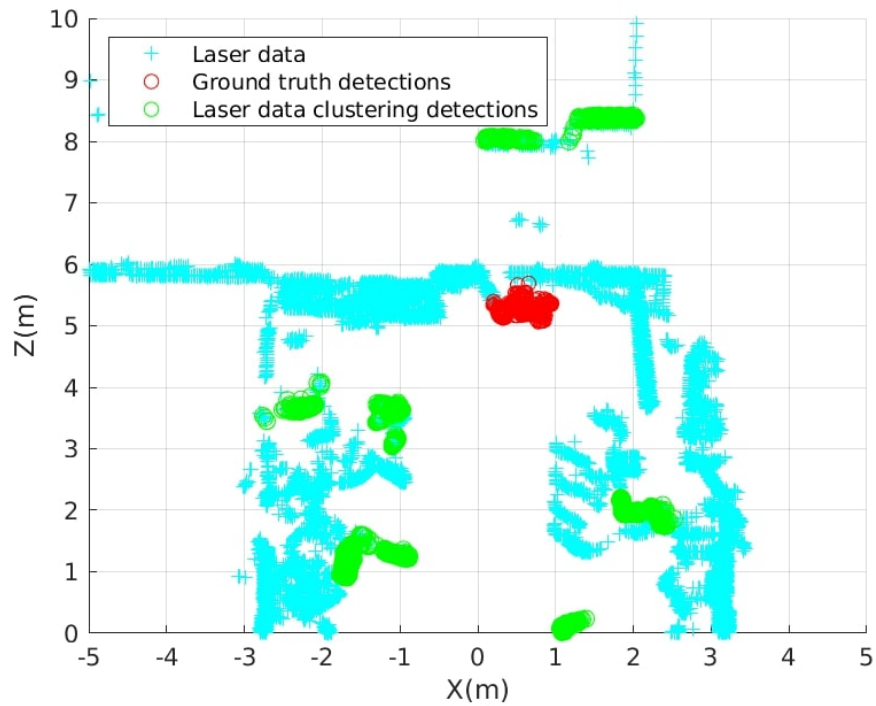 10
9
8
7
6
5
4
3
2
1
0
Z(m)
Laser data
Ground truth detections
Laser data clustering detections
-5 -4 -3 -2 -1 0 1 2 3 4 5
X(m)